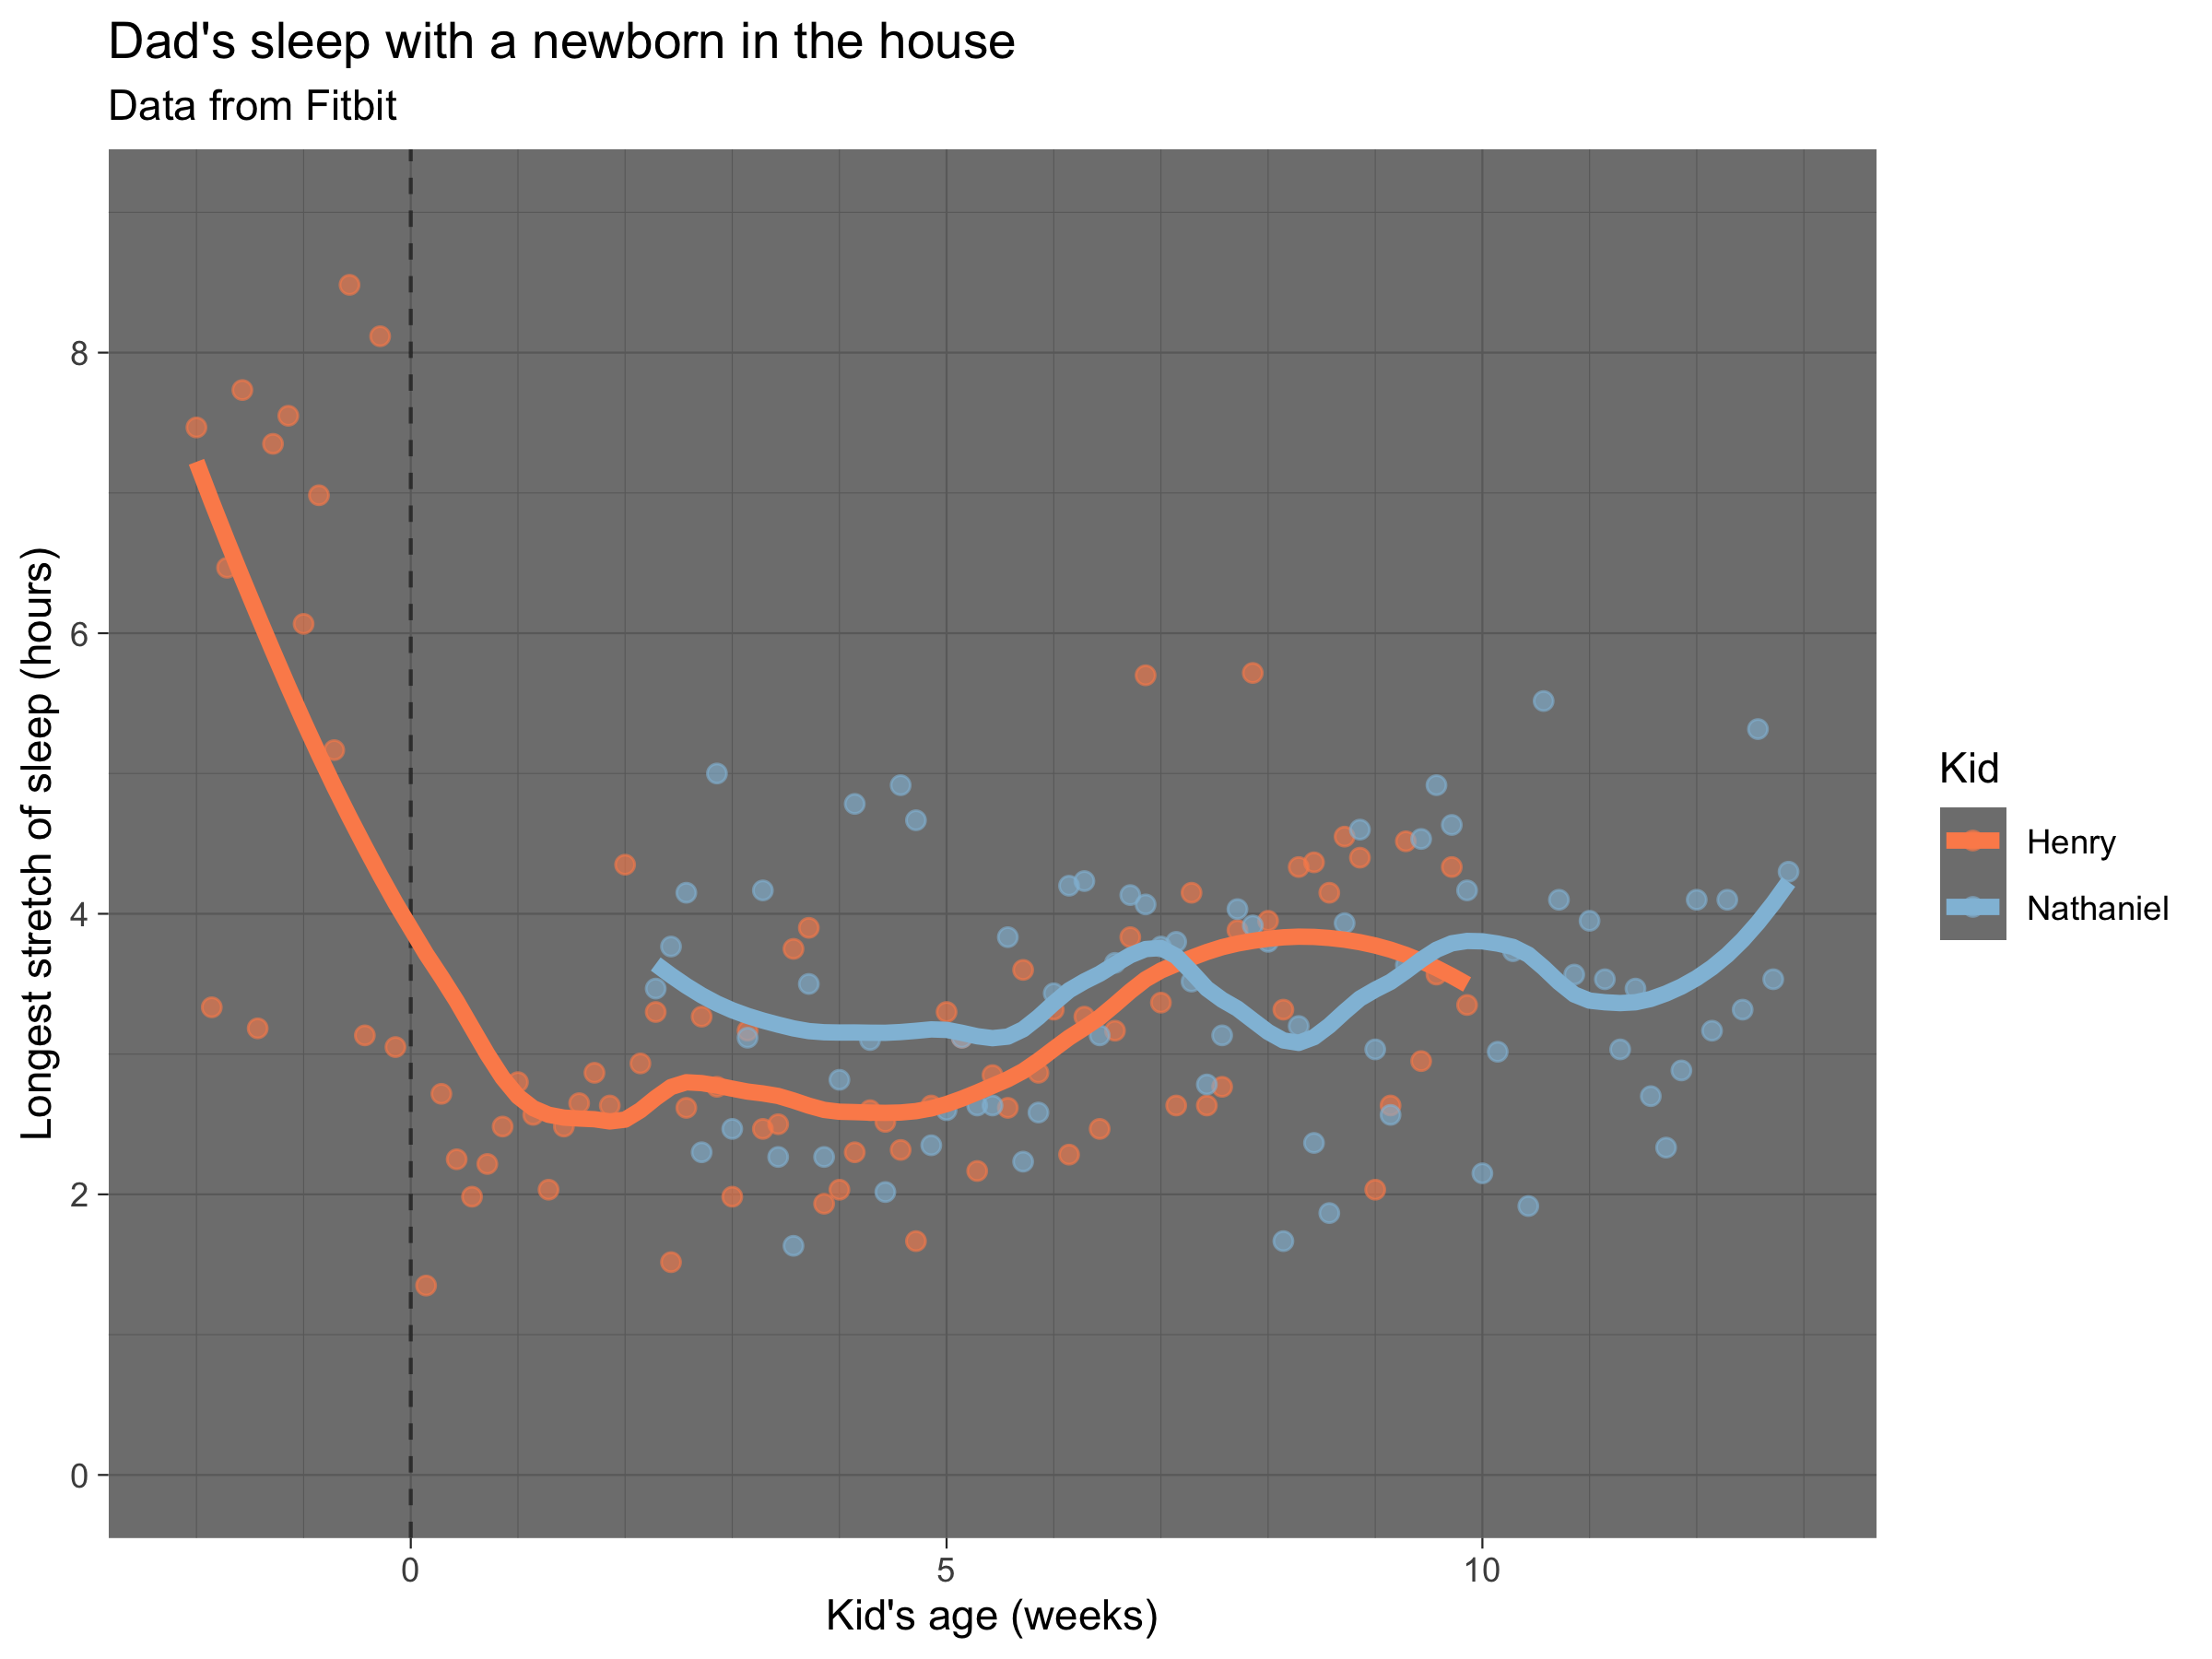 Dad's sleep with a newborn in the house
Data from Fitbit
Longest stretch of sleep (hours)
8
6
4
2
0
0
5
10
Kid's age (weeks)
Kid
Henry
Nathaniel